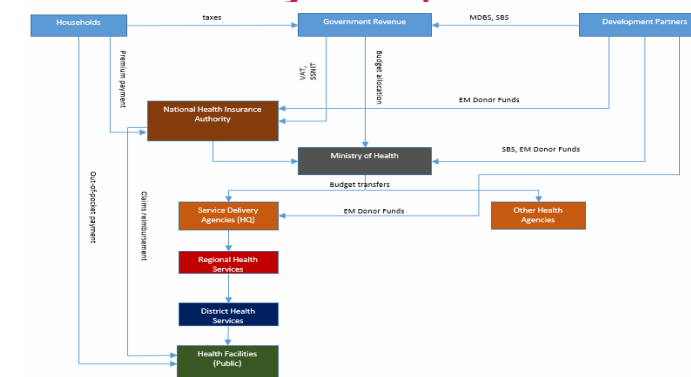 Households
taxes
Government Revenue
MDBS, SBS
Development Partners
Premium payment
VAT,
SSNIT
Budget allocation
EM Donor Funds
National Health Insurance
Authority
Ministry of Health
SBS, EM Donor Funds
Budget transfers
Out-of-pocket payment
Claims reimbursement
Service Delivery
Agencies (HQ)
EM Donor Funds
Other Health
Agencies
Regional Health
Services
District Health
Services
Health Facilities
(Public)